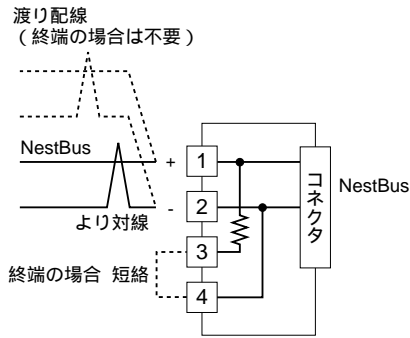 渡り配線
(終端の場合は不要)
NestBus
+
1
-
2
より対線
3
終端の場合 短絡
4
コネクタ
NestBus